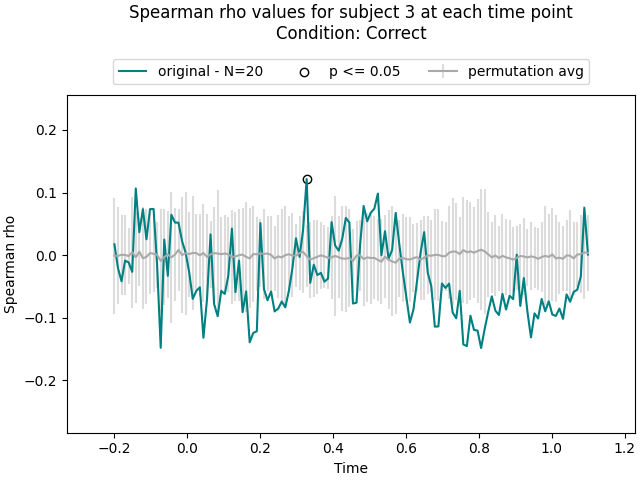 Spearman rho values for subject 3 at each time point
Condition: Correct
original - N=20
p <= 0.05
permutation avg
0.2
0.1
0.0
−0.1
−0.2
Spearman rho
−0.2
0.0
0.2
0.4
0.6
0.8
1.0
1.2
Time